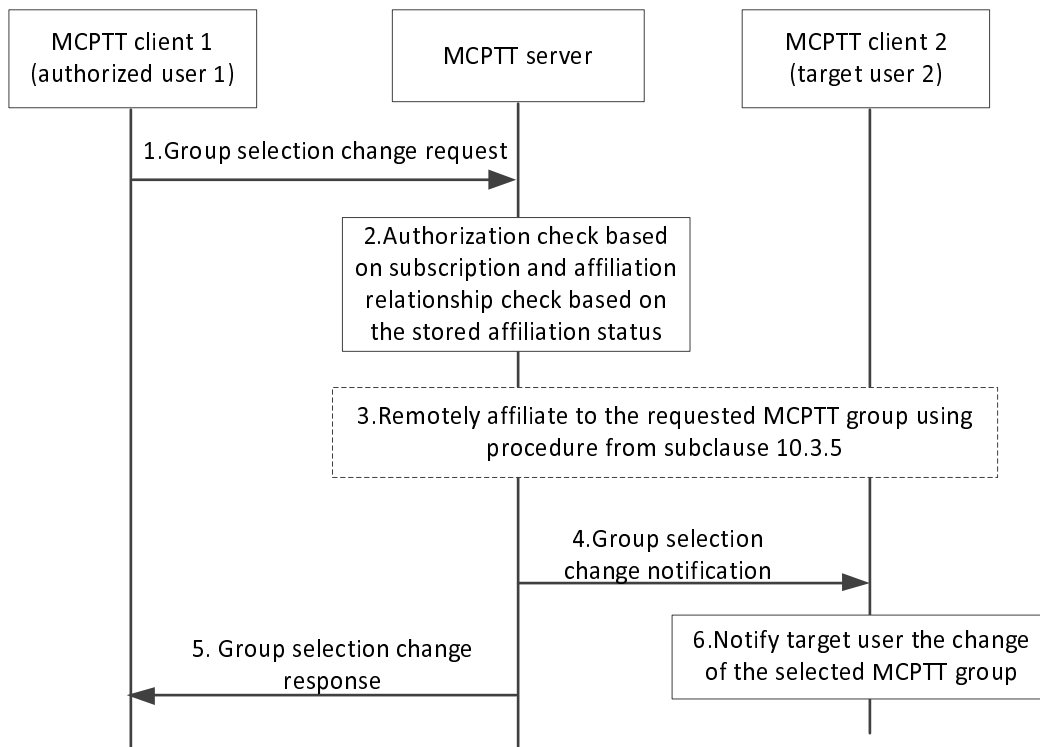 MCPTT client 1
(authorized user 1)
MCPTT server
MCPTT client 2
(target user 2)
1.Group selection change request
2.Authorization check based
on subscription and affiliation
relationship check based on
the stored affiliation status
3.Remotely affiliate to the requested MCPTT group using
procedure from subclause 10.3.5
4.Group selection
change notification
5. Group selection change
response
6.Notify target user the change
of the selected MCPTT group